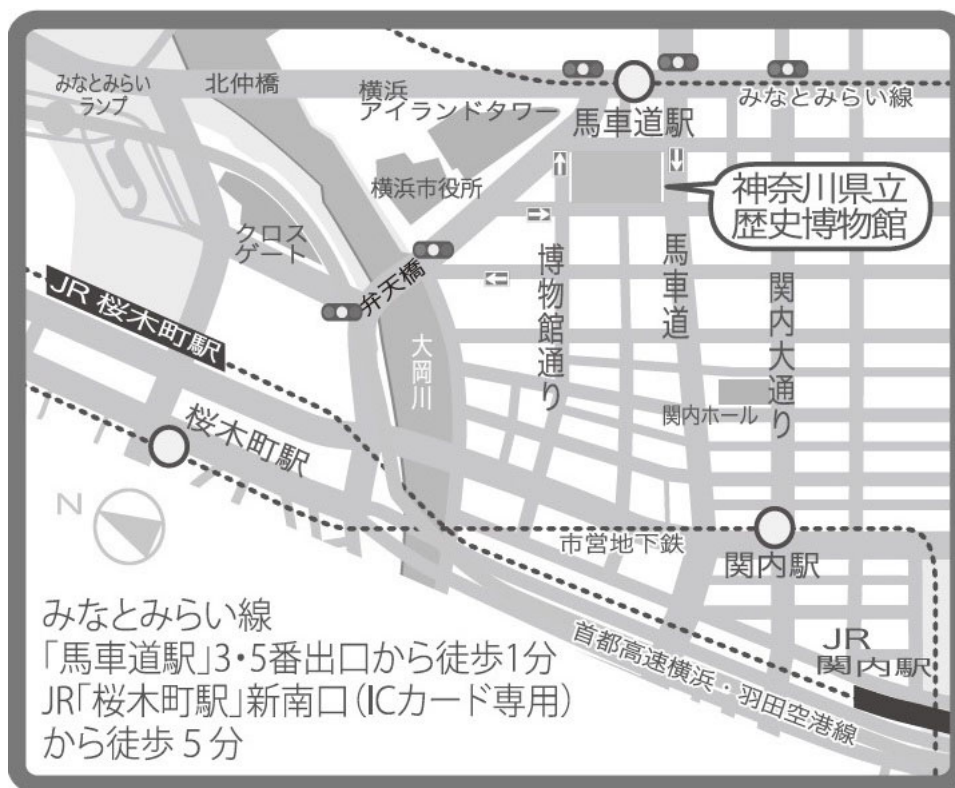 みなとみらい
ランプ
北仲橋
横浜
アイランドタワー
馬車道駅
みなとみらい線
横浜市役所
神奈川県立
歴史博物館
クロス
ゲート
弁天橋
博物館通り
馬車道
関内大通り
JR 桜木町駅
大岡川
関内ホール
桜木町駅
N
市営地下鉄
関内駅
首都高速横浜・羽田空港線
JR
関内駅
みなとみらい線
「馬車道駅」3・5番出口から徒歩1分
JR「桜木町駅」新南口(ICカード専用)
から徒歩5分